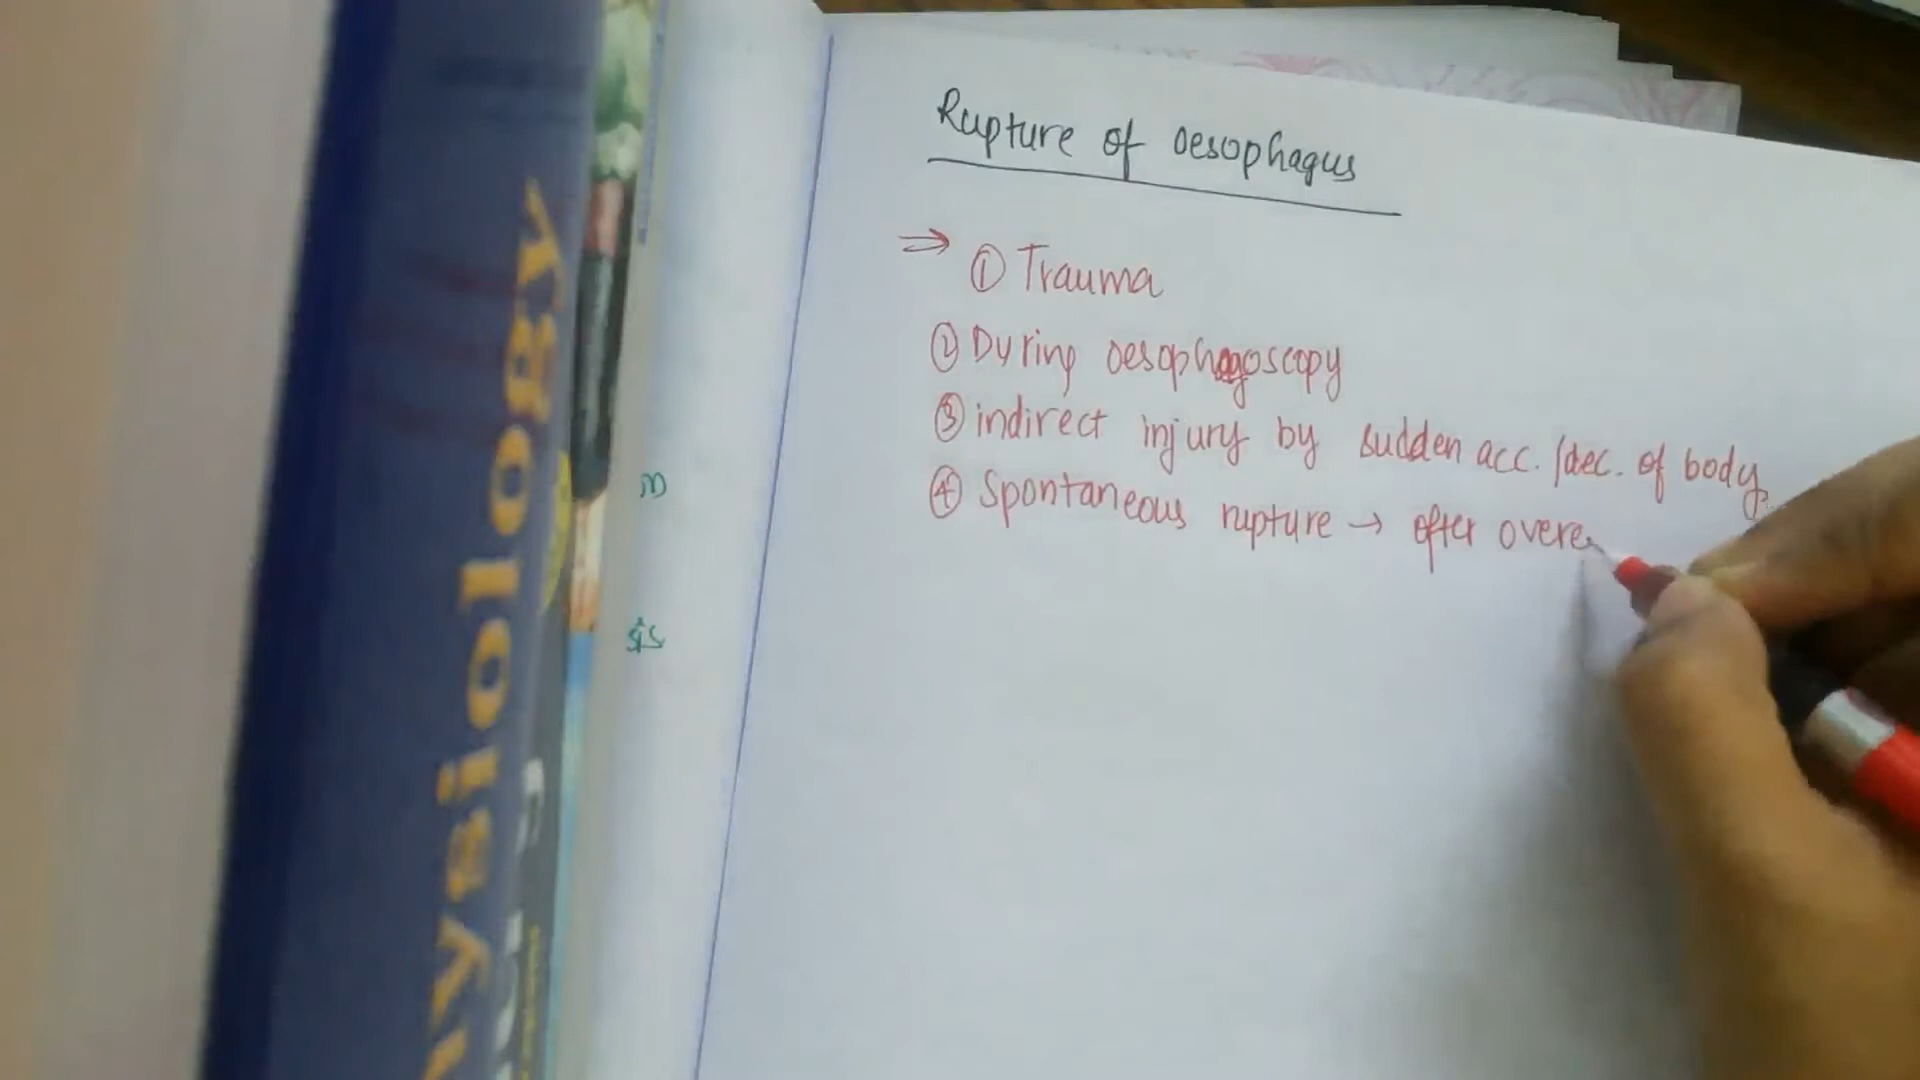 Rupture of oesophagus
⇒ ① Trauma
② During oesophagoscopy
③ indirect injury by sudden acc. /dec. of body,
④ Spontaneous rupture → after overe
ysiology